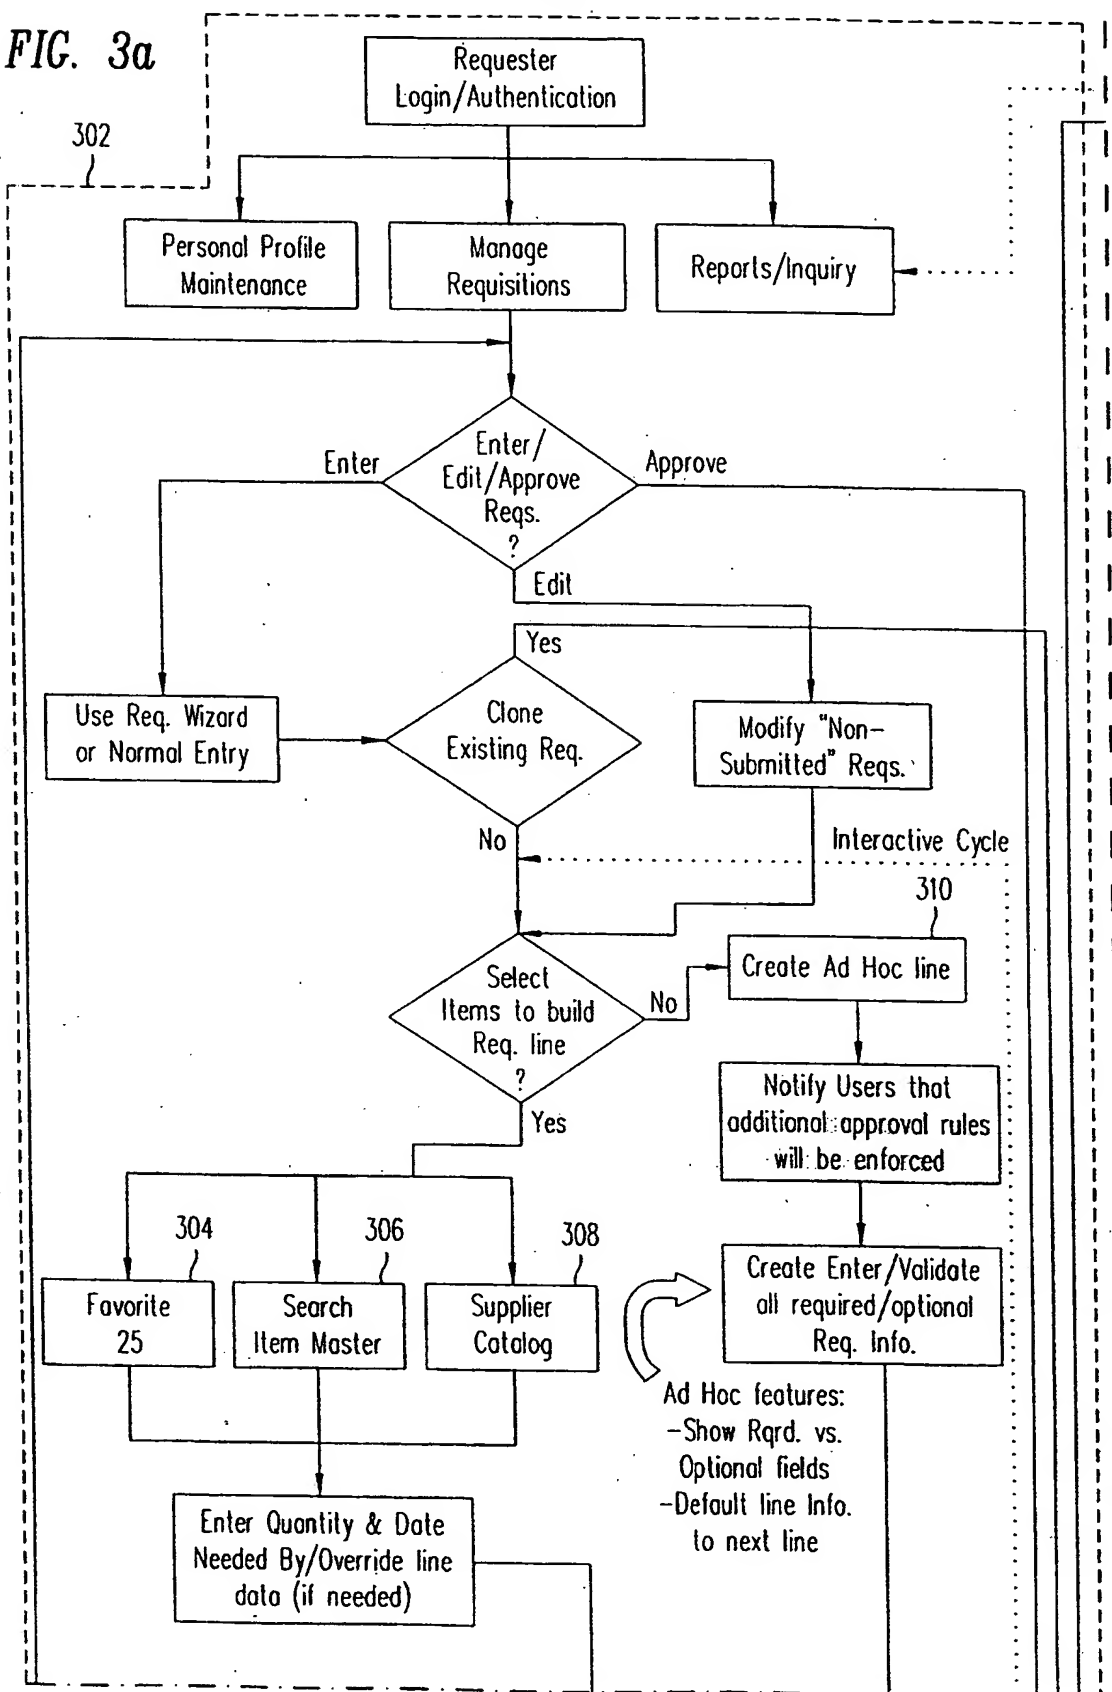 FIG. 3a
302
Requester
Login/Authentication
Personal Profile
Maintenance
Manage
Requisitions
Reports/Inquiry
Enter
Enter/
Edit/Approve
Reqs.
?
Approve
Edit
Yes
Use Req. Wizard
or Normal Entry
Clone
Existing Req.
Modify "Non-
Submitted" Reqs.
No
Interactive Cycle
310
Select
Items to build
Req. line
?
No
Create Ad Hoc line
Yes
Notify Users that
additional approval rules
will be enforced
304
306
308
Favorite
25
Search
Item Master
Supplier
Catalog
Create Enter/Validate
all required/optional
Req. Info.
Ad Hoc features:
-Show Rqrd. vs.
Optional fields
-Default line Info.
to next line
Enter Quantity & Date
Needed By/Override line
data (if needed)